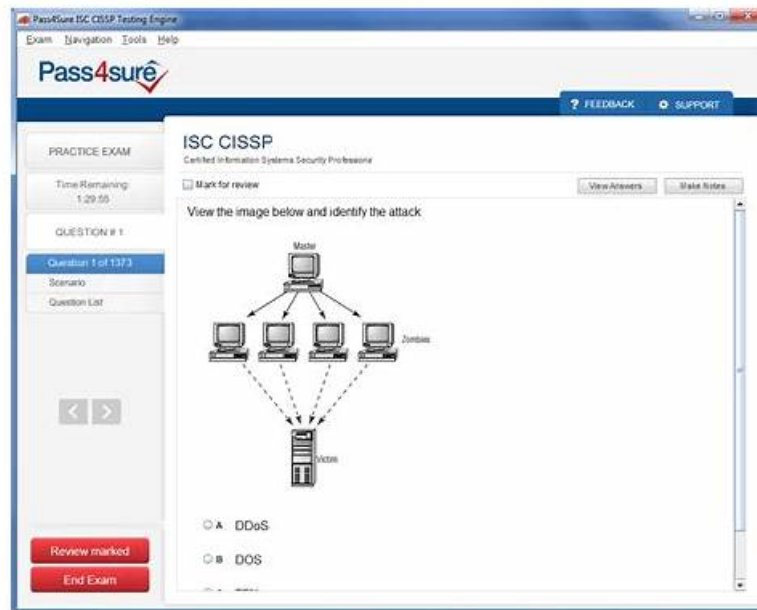 Pass4Sure ISC CISSP Testing Engine
Exam Navigation Tools Help
Pass4sure
? FEEDBACK SUPPORT
PRACTICE EXAM
Time Remaining:
1:29:55
QUESTION # 1
Question 1 of 1373
Scenario
Question List
Review marked
End Exam
ISC CISSP
Certified Information Systems Security Professional
Mark for review
View Answers
Make Notes
View the image below and identify the attack
Master
Zombies
Victim
A DDoS
B DOS